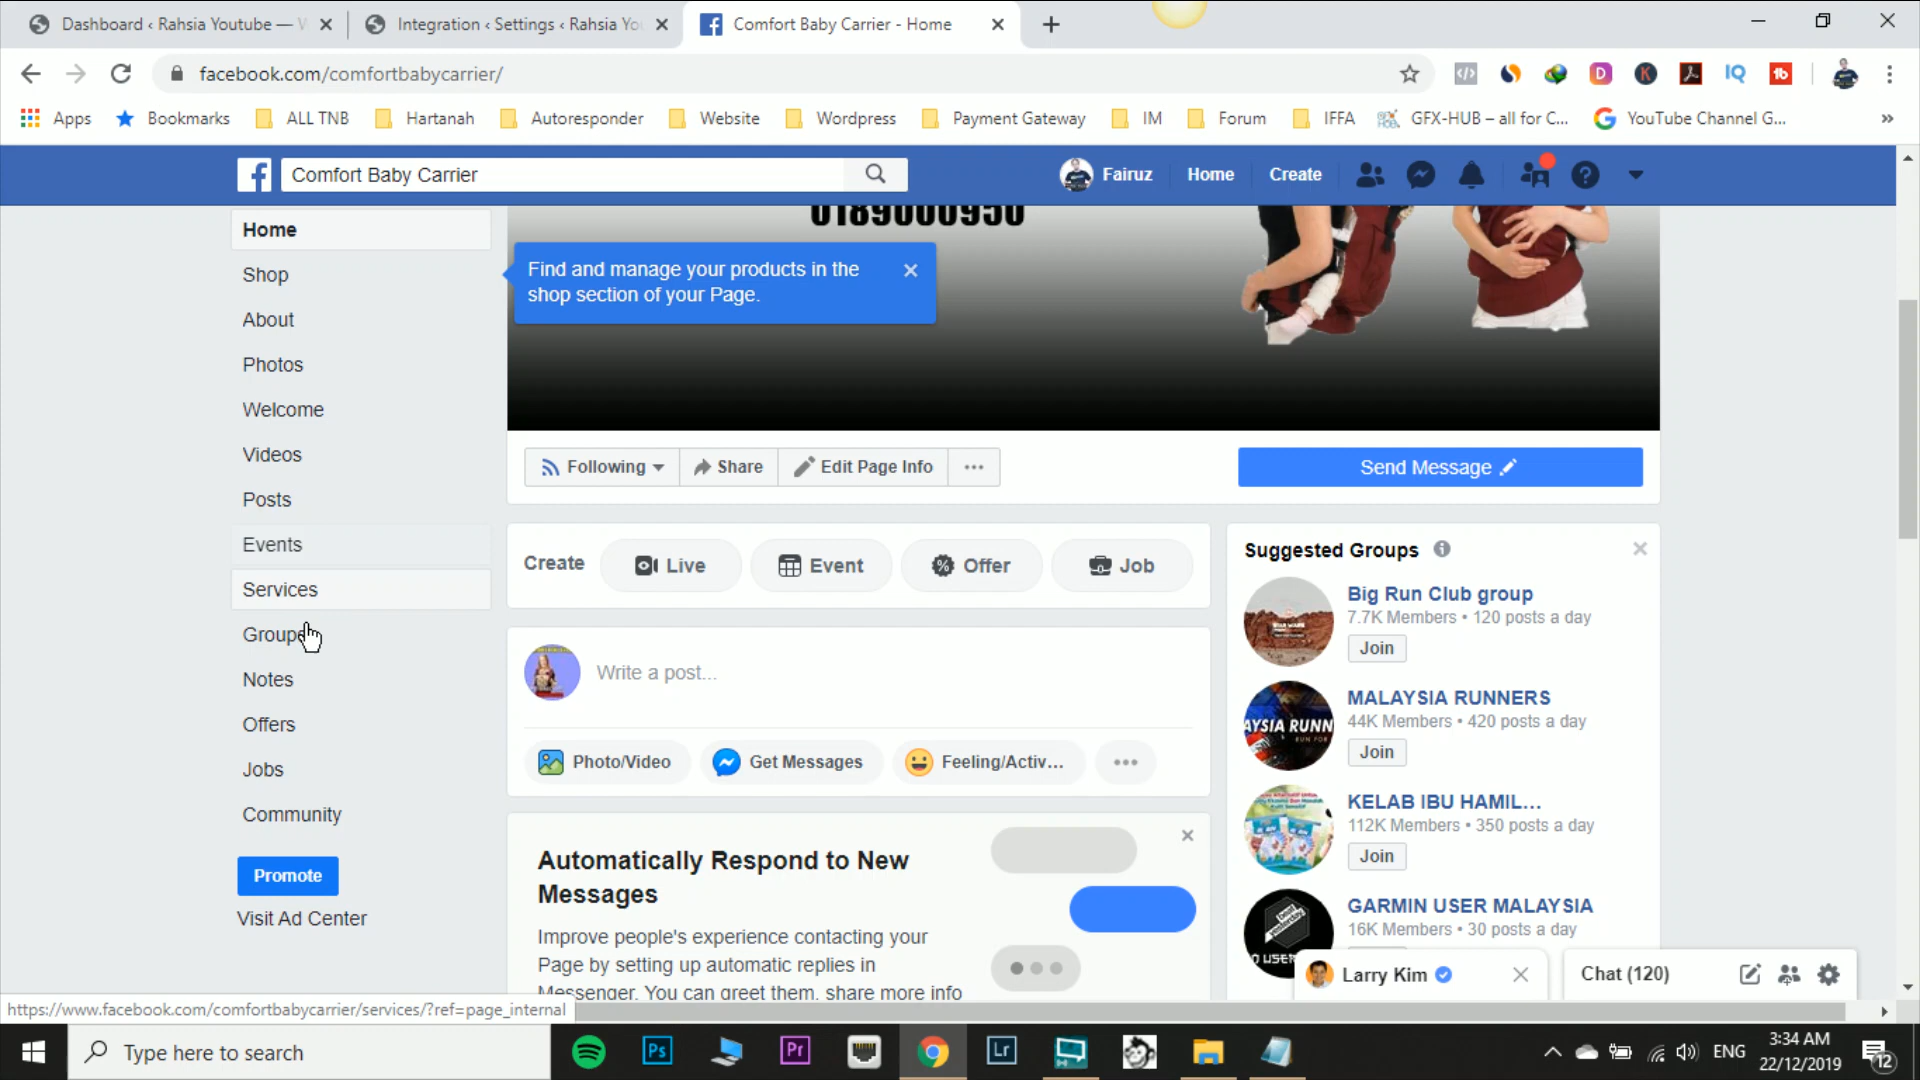 Dashboard ‹ Rahsia Youtube — W
Integration ‹ Settings ‹ Rahsia Yo
Comfort Baby Carrier - Home
facebook.com/comfortbabycarrier/
Apps
Bookmarks
ALL TNB
Hartanah
Autoresponder
Website
Wordpress
Payment Gateway
IM
Forum
IFFA
GFX-HUB – all for C...
YouTube Channel G...
»
Comfort Baby Carrier
Fairuz
Home
Create
0189000950
Home
Shop
About
Photos
Welcome
Videos
Posts
Events
Services
Group
Notes
Offers
Jobs
Community
Promote
Visit Ad Center
Find and manage your products in the
shop section of your Page.
Following
Share
Edit Page Info
Send Message
Create
Live
Event
Offer
Job
Write a post...
Photo/Video
Get Messages
Feeling/Activ...
Automatically Respond to New
Messages
Improve people's experience contacting your
Page by setting up automatic replies in
Messenger. You can greet them, share more info
Suggested Groups
Big Run Club group
7.7K Members • 120 posts a day
Join
MALAYSIA RUNNERS
44K Members • 420 posts a day
Join
AYSIA RUNN
KELAB IBU HAMIL...
112K Members • 350 posts a day
Join
GARMIN USER MALAYSIA
16K Members • 30 posts a day
O USER
Larry Kim
Chat (120)
https://www.facebook.com/comfortbabycarrier/services/?ref=page_internal
Type here to search
Ps
Pr
Lr
ENG
3:34 AM
22/12/2019
12